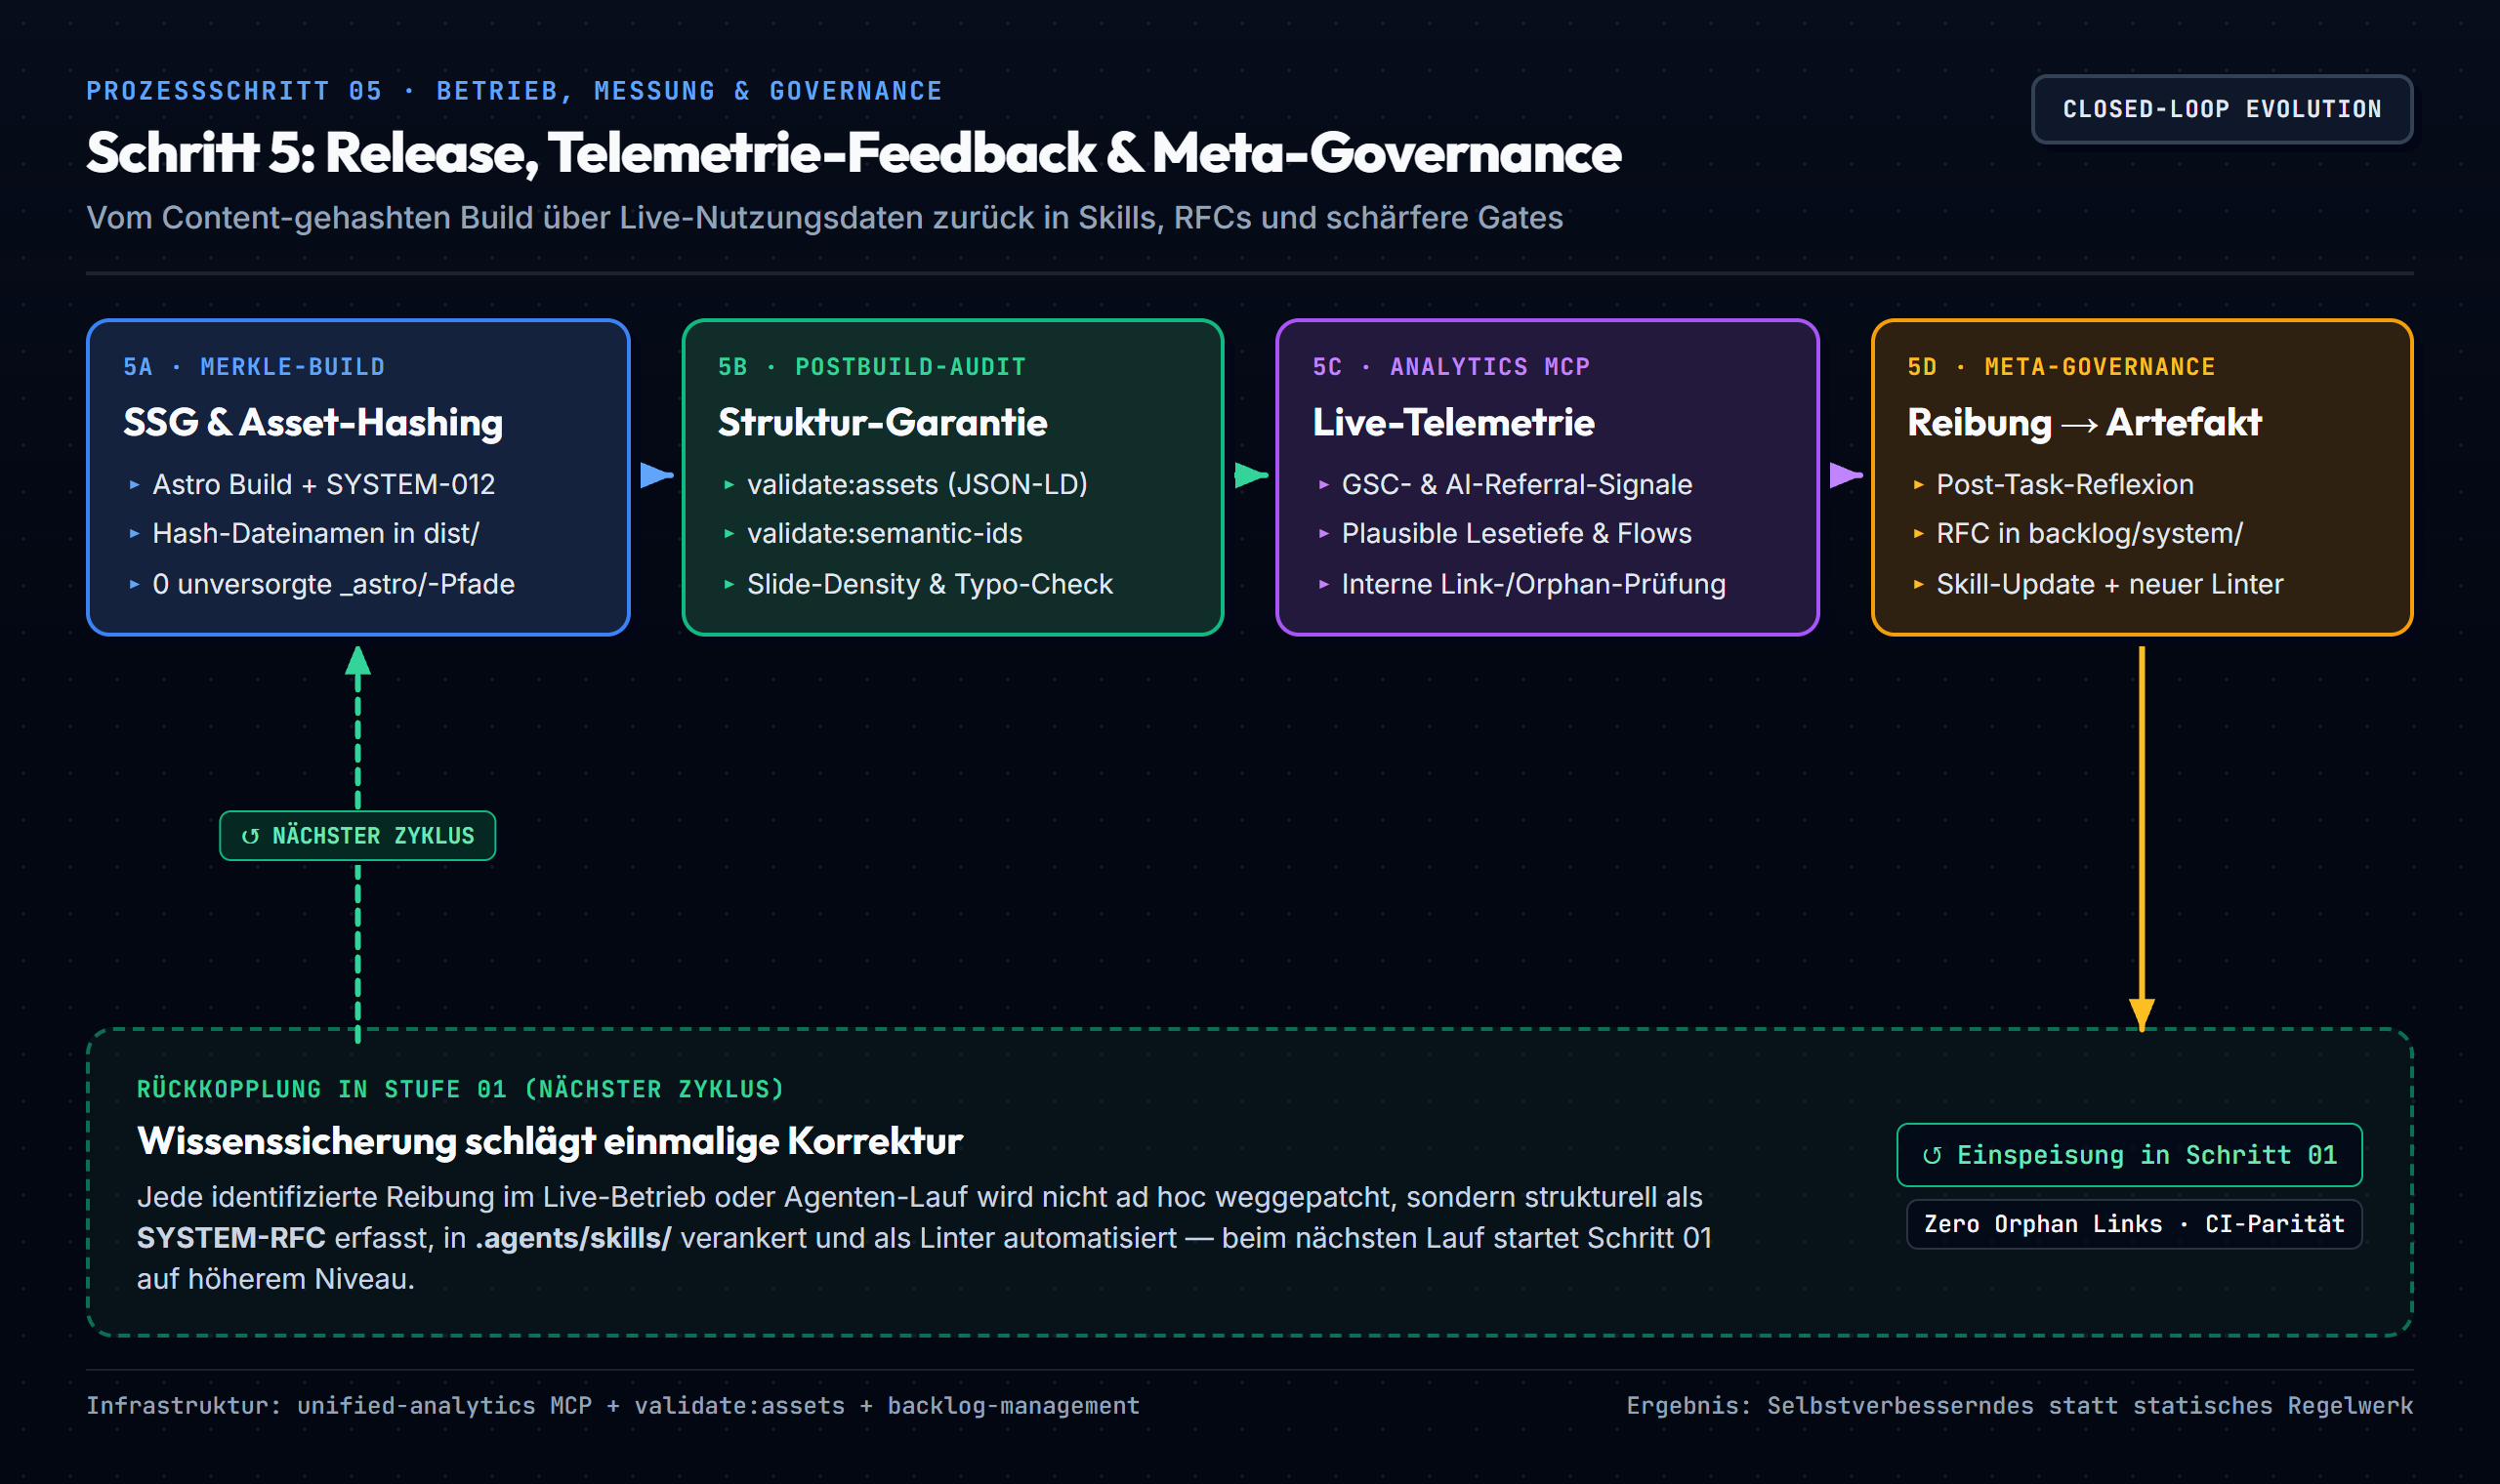 PROZESSSCHRITT 05 · BETRIEB, MESSUNG & GOVERNANCE
CLOSED-LOOP EVOLUTION
Schritt 5: Release, Telemetrie-Feedback & Meta-Governance
Vom Content-gehashten Build über Live-Nutzungsdaten zurück in Skills, RFCs und schärfere Gates
5A · MERKLE-BUILD
SSG & Asset-Hashing
▸ Astro Build + SYSTEM-012
▸ Hash-Dateinamen in dist/
▸ 0 unversorgte _astro/-Pfade
5B · POSTBUILD-AUDIT
Struktur-Garantie
▸ validate:assets (JSON-LD)
▸ validate:semantic-ids
▸ Slide-Density & Typo-Check
5C · ANALYTICS MCP
Live-Telemetrie
▸ GSC- & AI-Referral-Signale
▸ Plausible Lesetiefe & Flows
▸ Interne Link-/Orphan-Prüfung
5D · META-GOVERNANCE
Reibung → Artefakt
▸ Post-Task-Reflexion
▸ RFC in backlog/system/
▸ Skill-Update + neuer Linter
↺ NÄCHSTER ZYKLUS
RÜCKKOPPLUNG IN STUFE 01 (NÄCHSTER ZYKLUS)
Wissenssicherung schlägt einmalige Korrektur
Jede identifizierte Reibung im Live-Betrieb oder Agenten-Lauf wird nicht ad hoc weggepatcht, sondern strukturell als
SYSTEM-RFC erfasst, in .agents/skills/ verankert und als Linter automatisiert — beim nächsten Lauf startet Schritt 01
auf höherem Niveau.
↺ Einspeisung in Schritt 01
Zero Orphan Links · CI-Parität
Infrastruktur: unified-analytics MCP + validate:assets + backlog-management
Ergebnis: Selbstverbesserndes statt statisches Regelwerk